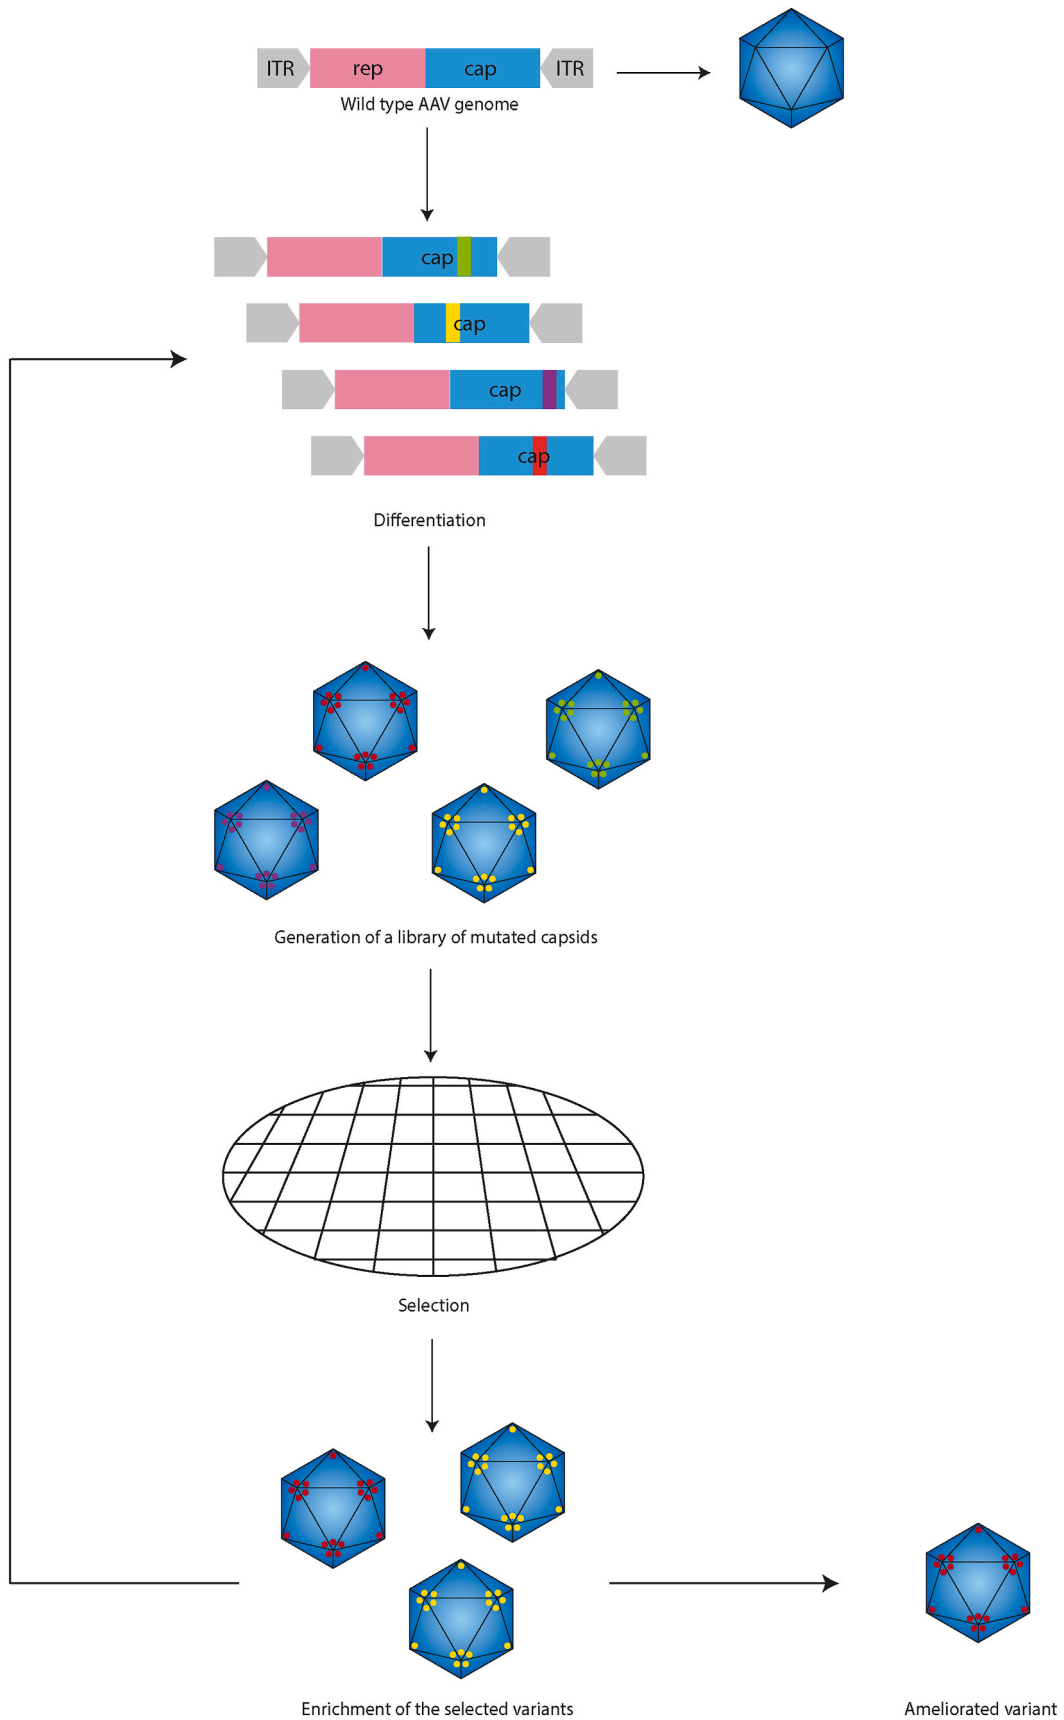 ITR rep cap ITR
Wild type AAV genome
cap
cap
cap
cap
Differentiation
Generation of a library of mutated capsids
Selection
Enrichment of the selected variants
Ameliorated variant